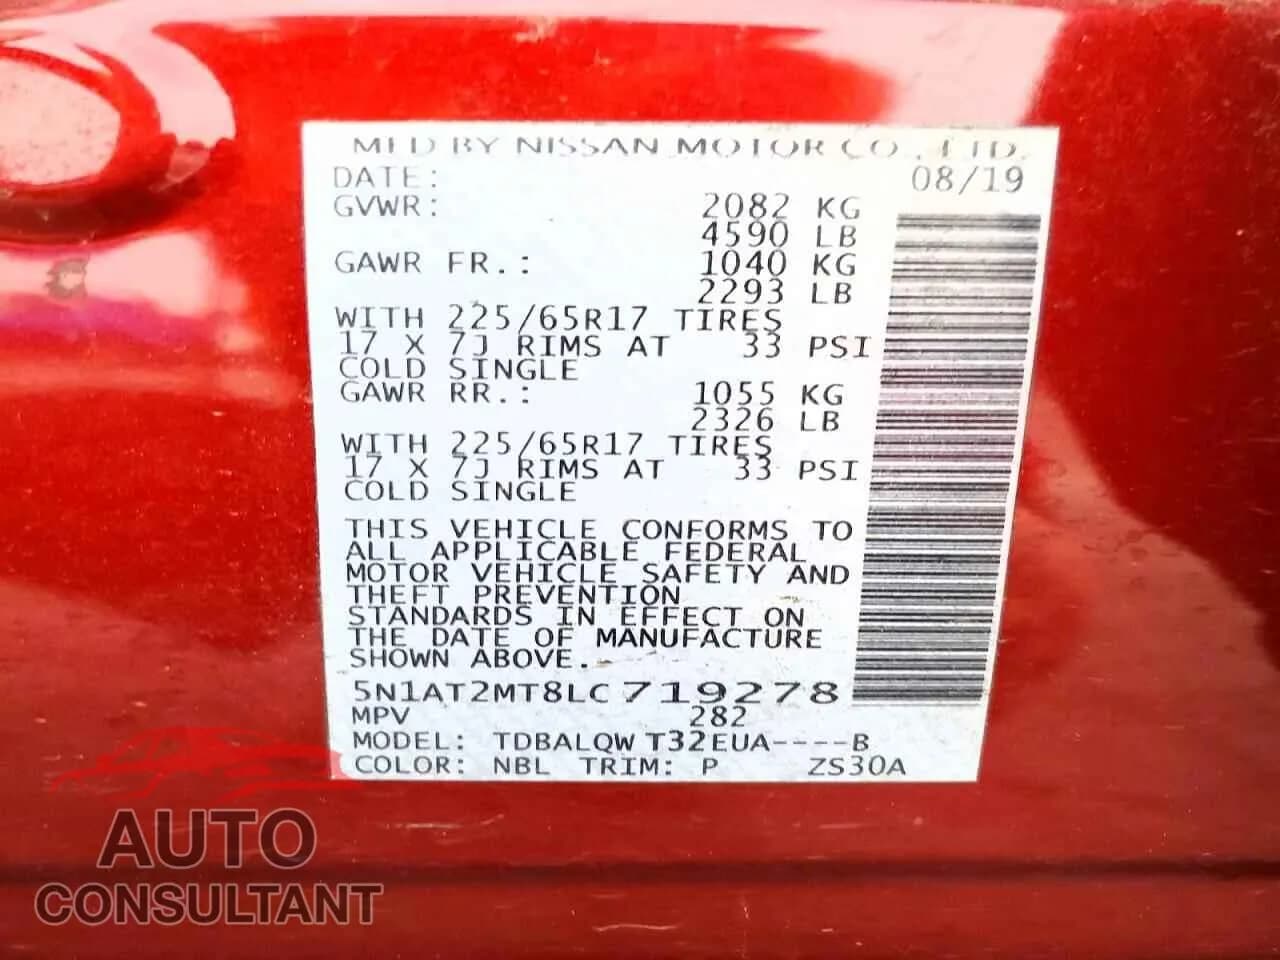 MFD BY NISSAN MOTOR CO., LTD.
DATE: 08/19
GVWR: 2082 KG
4590 LB
GAWR FR.: 1040 KG
2293 LB
WITH 225/65R17 TIRES
17 X 7J RIMS AT 33 PSI
COLD SINGLE
GAWR RR.: 1055 KG
2326 LB
WITH 225/65R17 TIRES
17 X 7J RIMS AT 33 PSI
COLD SINGLE
THIS VEHICLE CONFORMS TO
ALL APPLICABLE FEDERAL
MOTOR VEHICLE SAFETY AND
THEFT PREVENTION
STANDARDS IN EFFECT ON
THE DATE OF MANUFACTURE
SHOWN ABOVE.
5N1AT2MT8LC719278
MPV 282
MODEL: TDBALQW T32EUA----B
COLOR: NBL TRIM: P ZS30A
AUTO
CONSULTANT